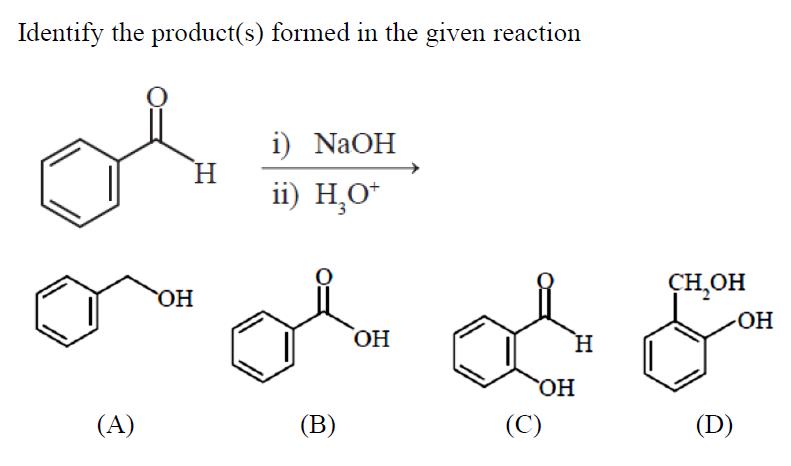 Identify the product(s) formed in the given reaction
O
H
i) NaOH
ii) H₃O⁺
OH
O
OH
O
H
OH
CH₂OH
OH
(A) (B) (C) (D)